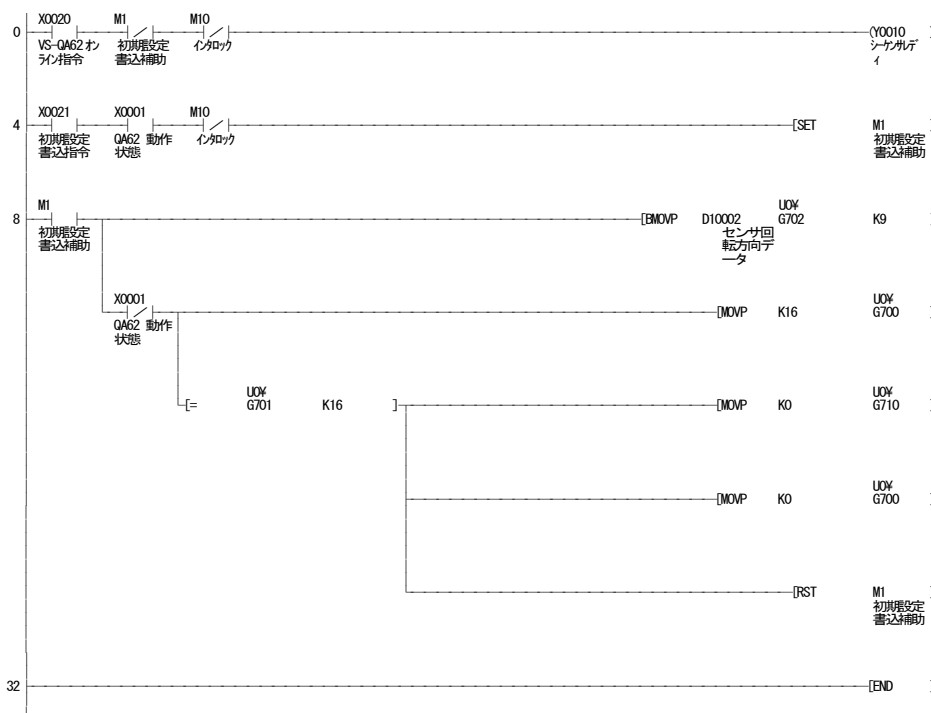 X0020 M1 M10
0 (Y0010
VS-QA62 オン 初期設定 インタロック シーケンサレデ
ライン指令 書込補助 ィ
X0021 X0001 M10
4 [SET M1 ]
初期設定 QA62 動作 インタロック 初期設定
書込指令 状態 書込補助
M1 U0¥
8 [BMOVP D10002 G702 K9 ]
初期設定 センサ回
書込補助 転方向デ
ータ
X0001 U0¥
[MOVP K16 G700 ]
QA62 動作
状態
U0¥ U0¥
[= G701 K16 ] [MOVP K0 G710 ]
U0¥
[MOVP K0 G700 ]
[RST M1 ]
初期設定
書込補助
32 [END ]